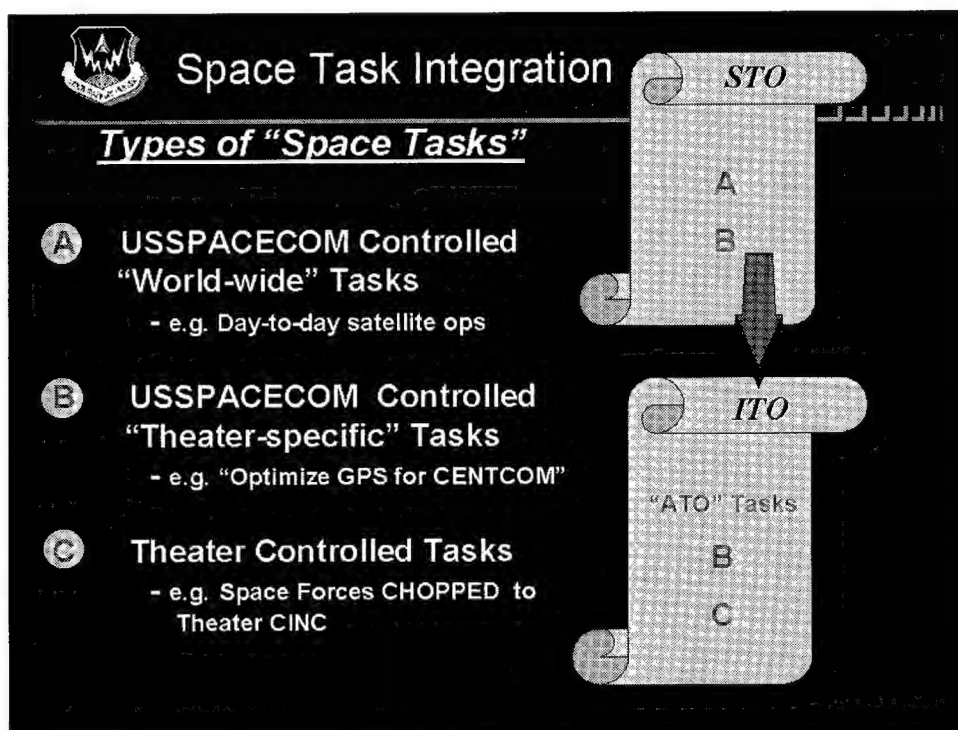 Space Task Integration
Types of “Space Tasks”
A USSPACECOM Controlled
“World-wide” Tasks
- e.g. Day-to-day satellite ops
B USSPACECOM Controlled
“Theater-specific” Tasks
- e.g. “Optimize GPS for CENTCOM”
C Theater Controlled Tasks
- e.g. Space Forces CHOPPED to
Theater CINC
STO
A
B
ITO
“ATO” Tasks
B
C